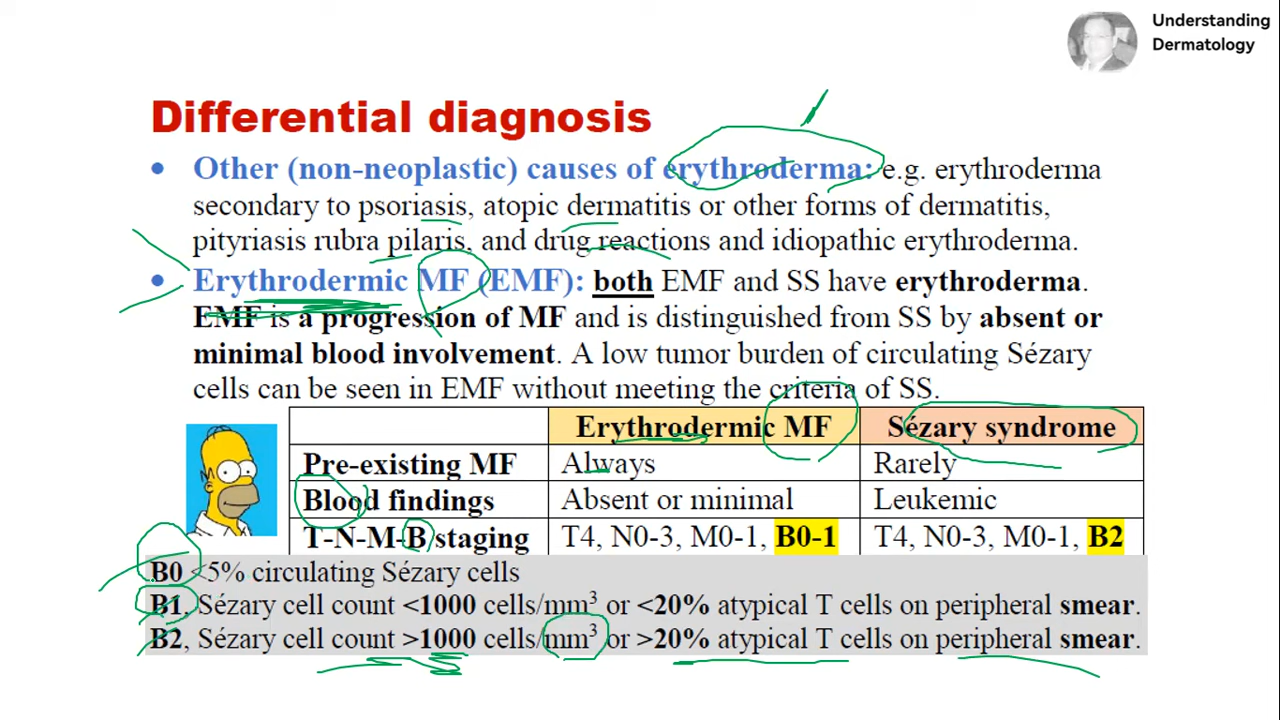 Understanding
Dermatology
Differential diagnosis
• Other (non-neoplastic) causes of erythroderma: e.g. erythroderma
secondary to psoriasis, atopic dermatitis or other forms of dermatitis,
pityriasis rubra pilaris, and drug reactions and idiopathic erythroderma.
• Erythrodermic MF (EMF): both EMF and SS have erythroderma.
EMF is a progression of MF and is distinguished from SS by absent or
minimal blood involvement. A low tumor burden of circulating Sézary
cells can be seen in EMF without meeting the criteria of SS.
Erythrodermic MF Sézary syndrome
Pre-existing MF Always Rarely
Blood findings Absent or minimal Leukemic
T-N-M-B staging T4, N0-3, M0-1, B0-1 T4, N0-3, M0-1, B2
B0 <5% circulating Sézary cells
B1, Sézary cell count <1000 cells/mm³ or <20% atypical T cells on peripheral smear.
B2, Sézary cell count >1000 cells/mm³ or >20% atypical T cells on peripheral smear.